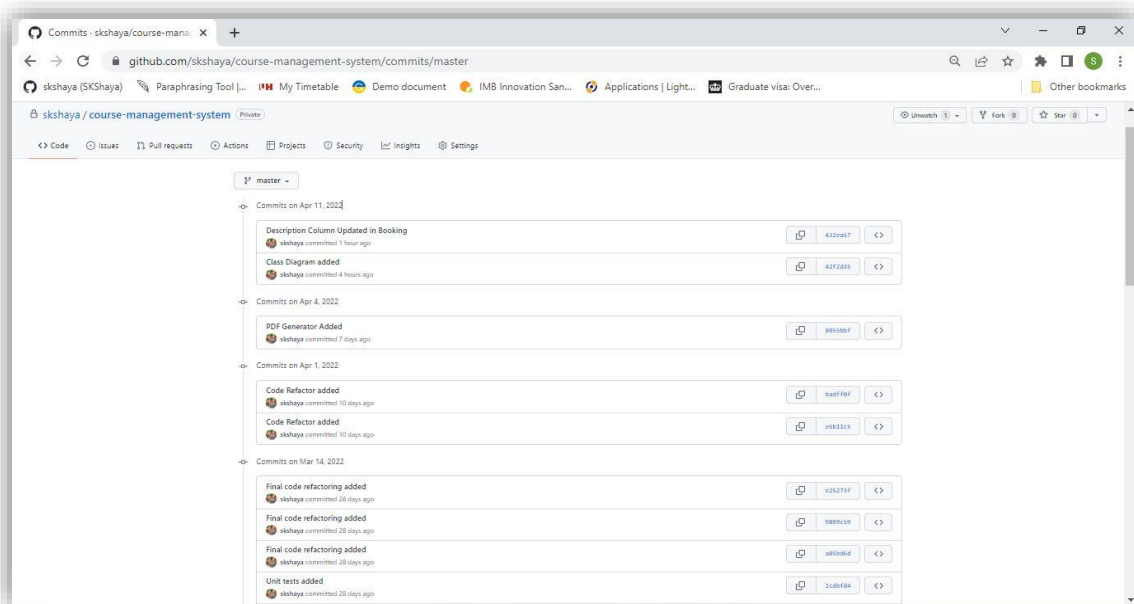 Commits · skshaya/course-mana
github.com/skshaya/course-management-system/commits/master
skshaya (SKShaya) Paraphrasing Tool |... My Timetable Demo document IMB Innovation San... Applications | Light... Graduate visa: Over... Other bookmarks
skshaya / course-management-system Private Unwatch 1 Fork 0 Star 0
Code Issues Pull requests Actions Projects Security Insights Settings
master
Commits on Apr 11, 2022
Description Column Updated in Booking
skshaya committed 1 hour ago
Class Diagram added
skshaya committed 4 hours ago
42f2d35
Commits on Apr 4, 2022
PDF Generator Added
skshaya committed 7 days ago
8055bbf
Commits on Apr 1, 2022
Code Refactor added
skshaya committed 10 days ago
badff0f
Code Refactor added
skshaya committed 10 days ago
e6b11c5
Commits on Mar 14, 2022
Final code refactoring added
skshaya committed 28 days ago
Final code refactoring added
skshaya committed 28 days ago
Final code refactoring added
skshaya committed 28 days ago
Unit tests added
skshaya committed 28 days ago
2cdbfd4